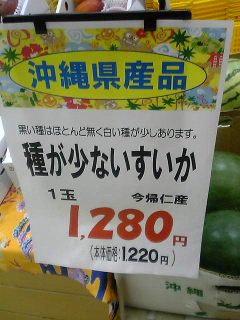 沖縄県産品
黒い種はほとんど無く白い種が少しあります。
種が少ないすいか
1玉 今帰仁産
1,280円
(本体価格:1,220円)
沖縄